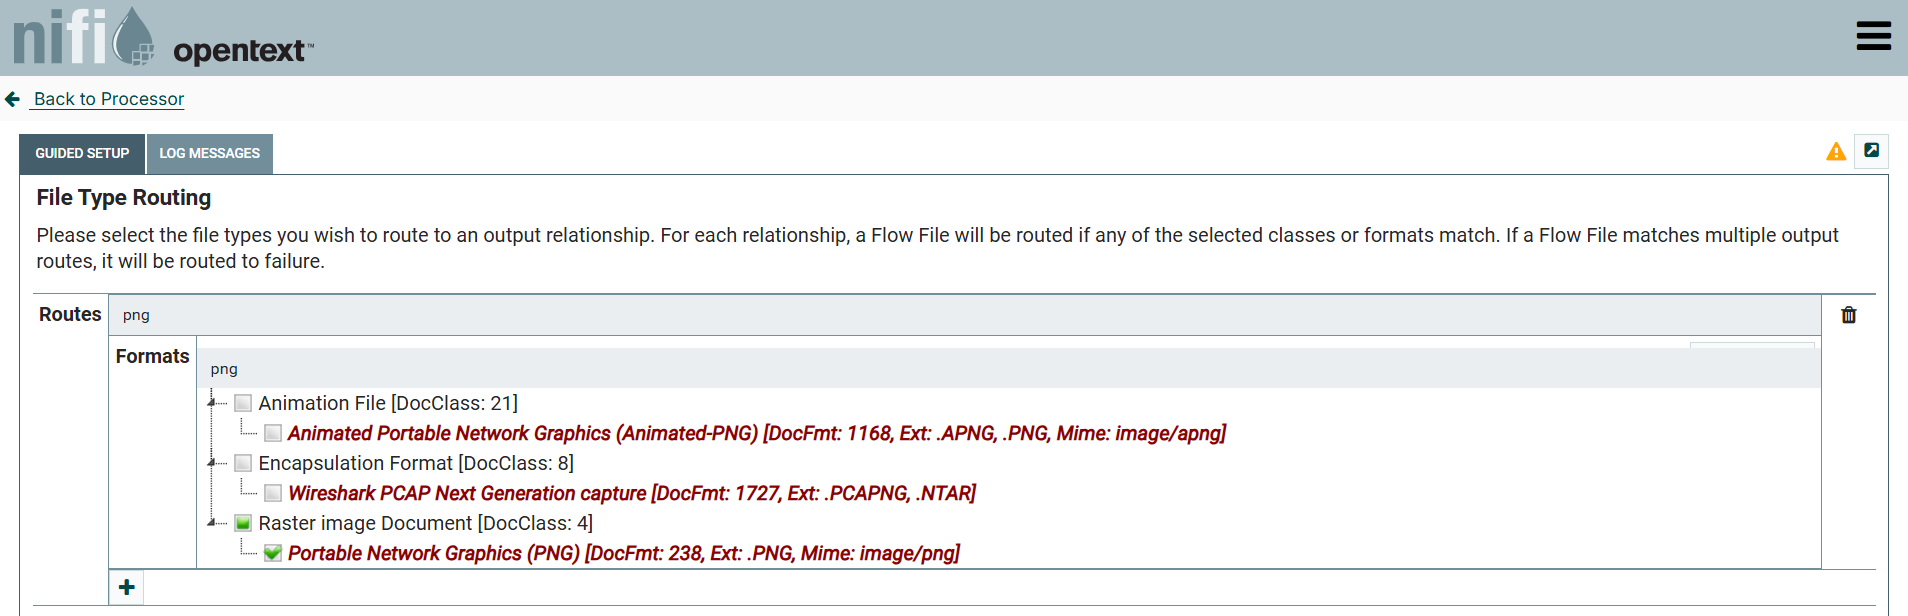 nifi
opentext™
Back to Processor
GUIDED SETUP
LOG MESSAGES
File Type Routing
Please select the file types you wish to route to an output relationship. For each relationship, a Flow File will be routed if any of the selected classes or formats match. If a Flow File matches multiple output
routes, it will be routed to failure.
Routes
png
Formats
png
Animation File [DocClass: 21]
Animated Portable Network Graphics (Animated-PNG) [DocFmt: 1168, Ext: .APNG, .PNG, Mime: image/apng]
Encapsulation Format [DocClass: 8]
Wireshark PCAP Next Generation capture [DocFmt: 1727, Ext: .PCAPNG, .NTAR]
Raster image Document [DocClass: 4]
Portable Network Graphics (PNG) [DocFmt: 238, Ext: .PNG, Mime: image/png]